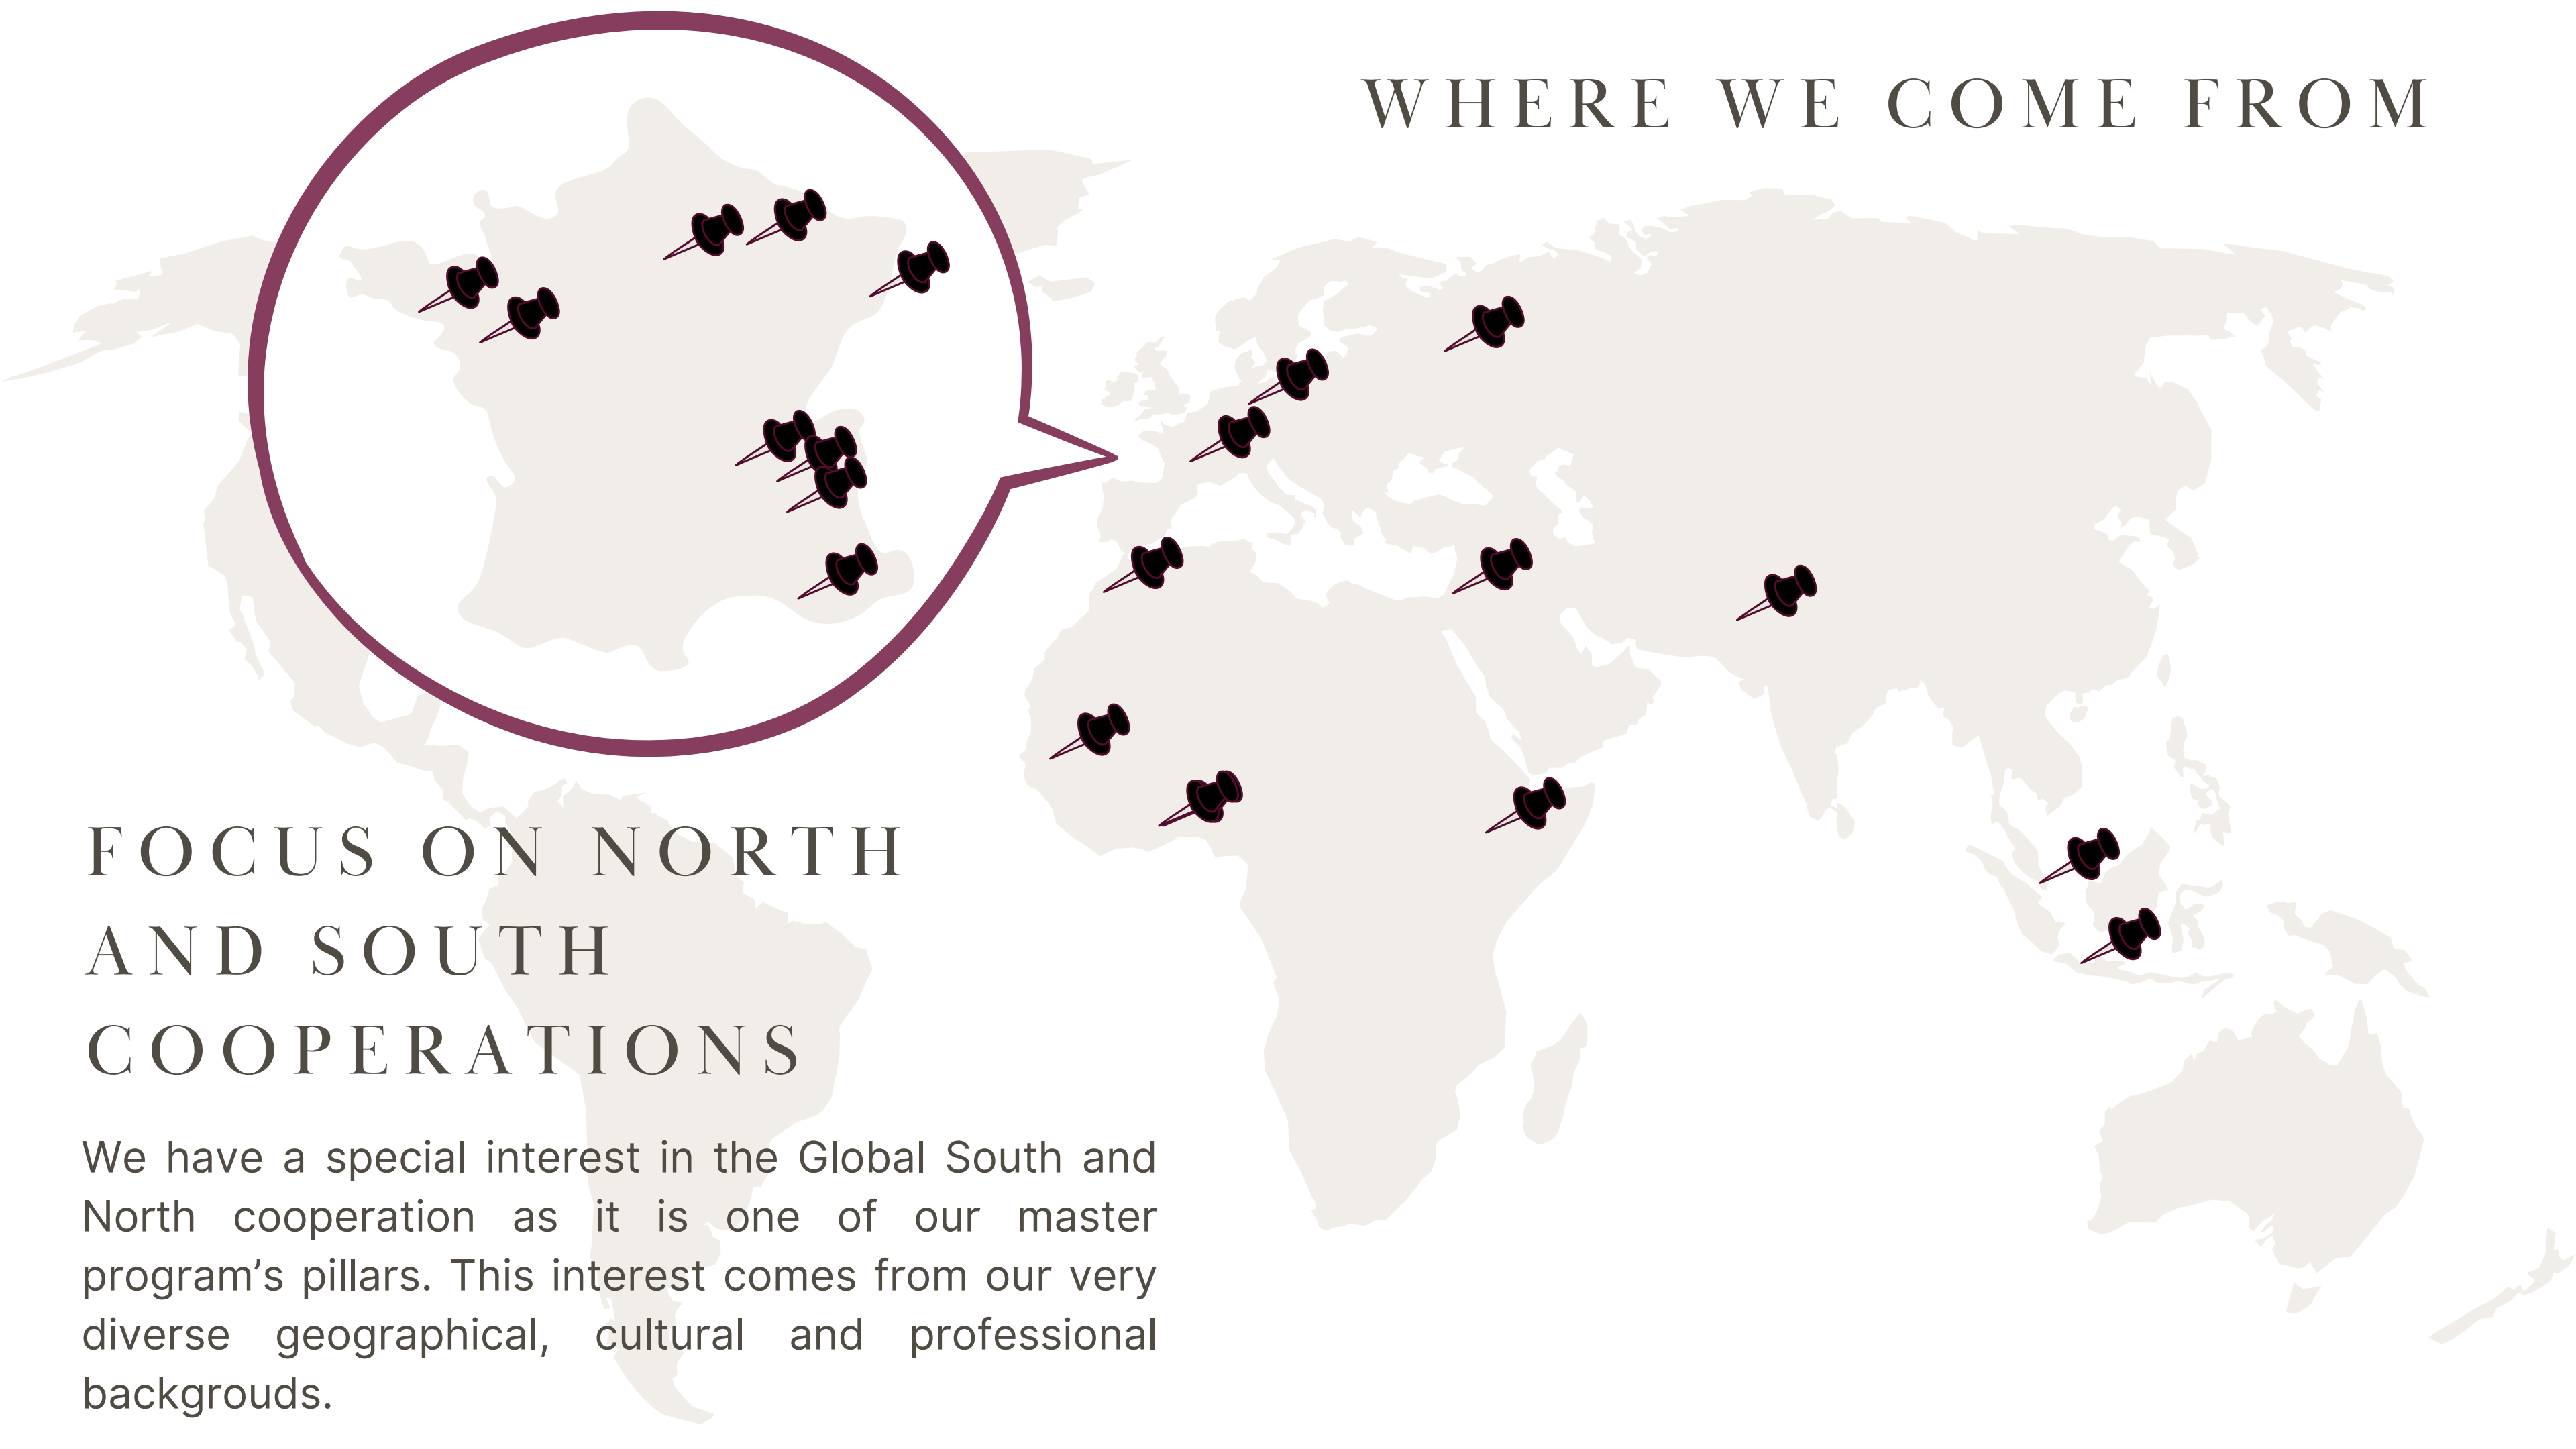 WHERE WE COME FROM
FOCUS ON NORTH
AND SOUTH
COOPERATIONS
We have a special interest in the Global South and
North cooperation as it is one of our master
program’s pillars. This interest comes from our very
diverse geographical, cultural and professional
backgrouds.